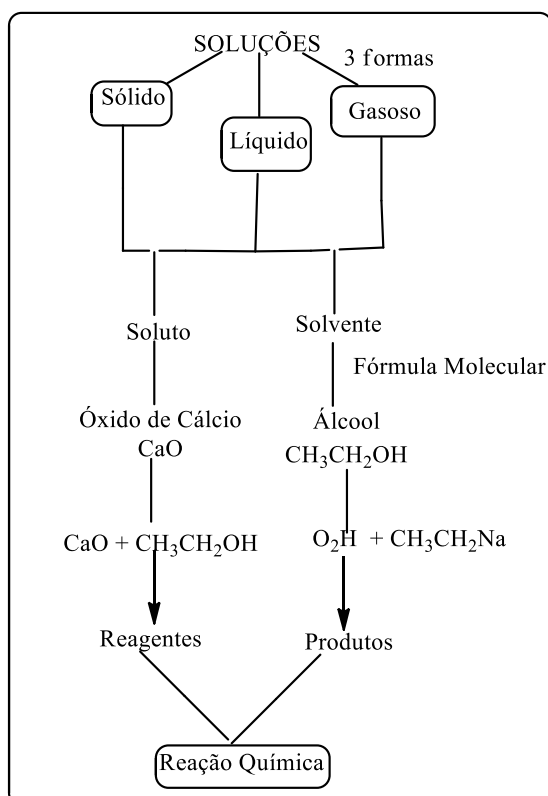 SOLUÇÕES
3 formas
Sólido
Líquido
Gasoso
Soluto
Solvente
Fórmula Molecular
Óxido de Cálcio
CaO
Álcool
CH₃CH₂OH
CaO + CH₃CH₂OH
O₂H + CH₃CH₂Na
Reagentes
Produtos
Reação Química